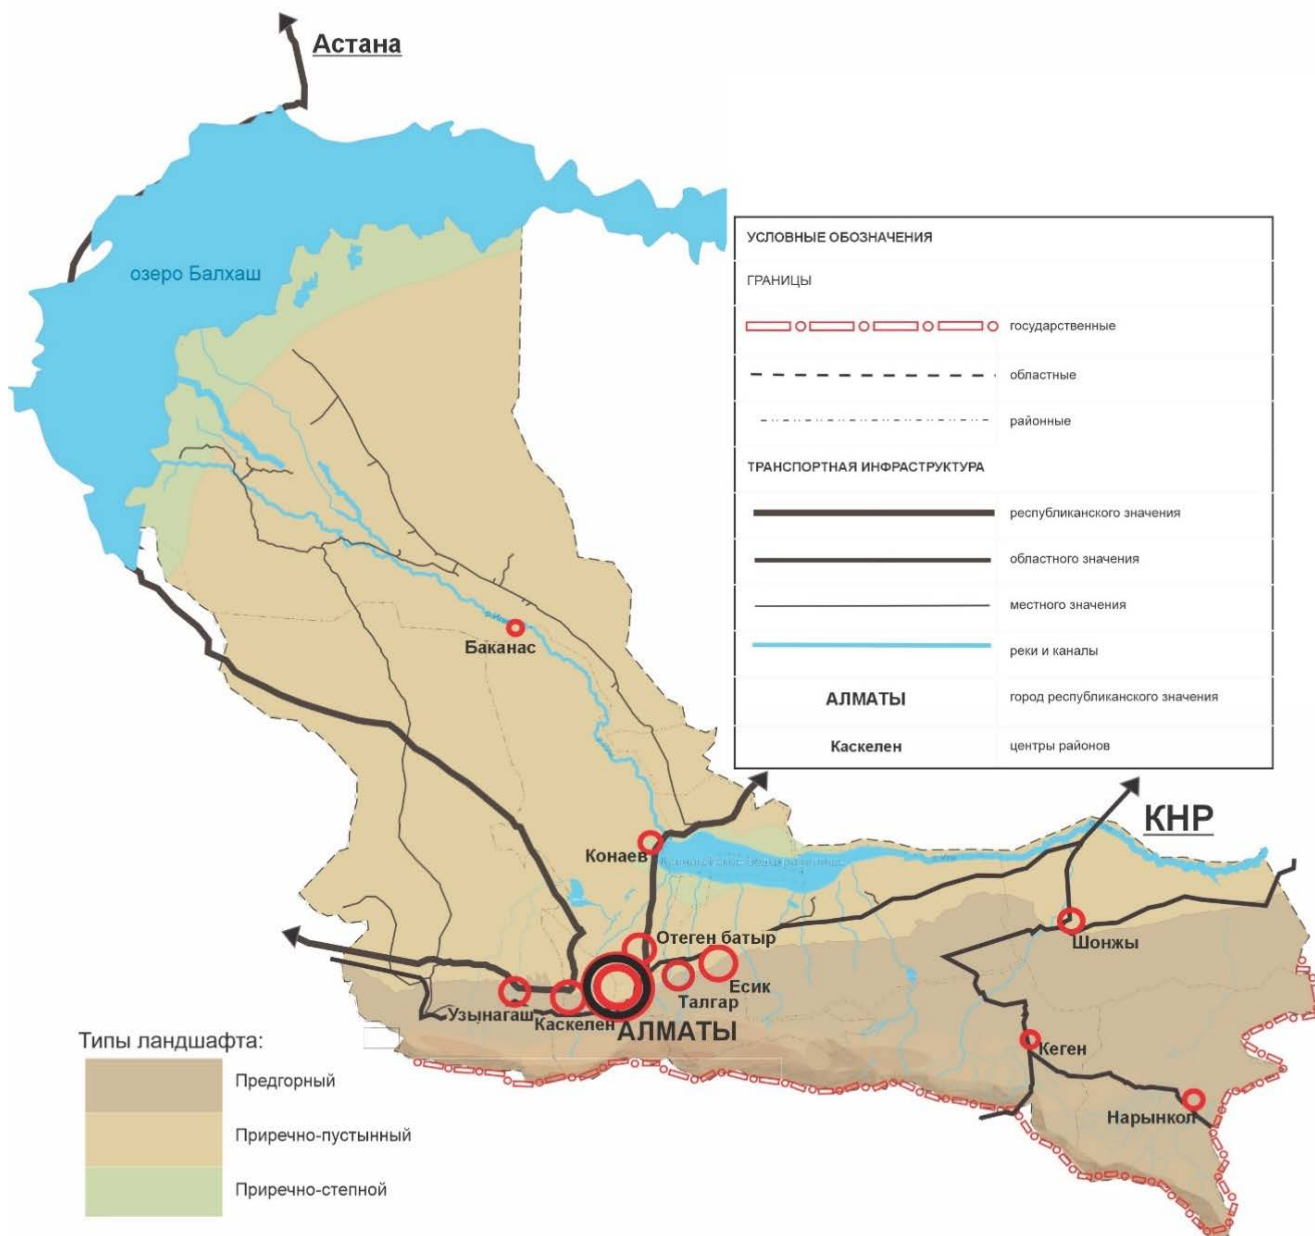 Астана
озеро Балхаш
УСЛОВНЫЕ ОБОЗНАЧЕНИЯ
ГРАНИЦЫ
государственные
областные
районные
ТРАНСПОРТНАЯ ИНФРАСТРУКТУРА
республиканского значения
областного значения
местного значения
реки и каналы
АЛМАТЫ город республиканского значения
Каскелен центры районов
Баканас
КНР
Конаев
Отеген батыр
Шонжы
Есик
Талгар
Узынагаш
Каскелен
АЛМАТЫ
Кеген
Нарынкол
Типы ландшафта:
Предгорный
Приречно-пустынный
Приречно-степной